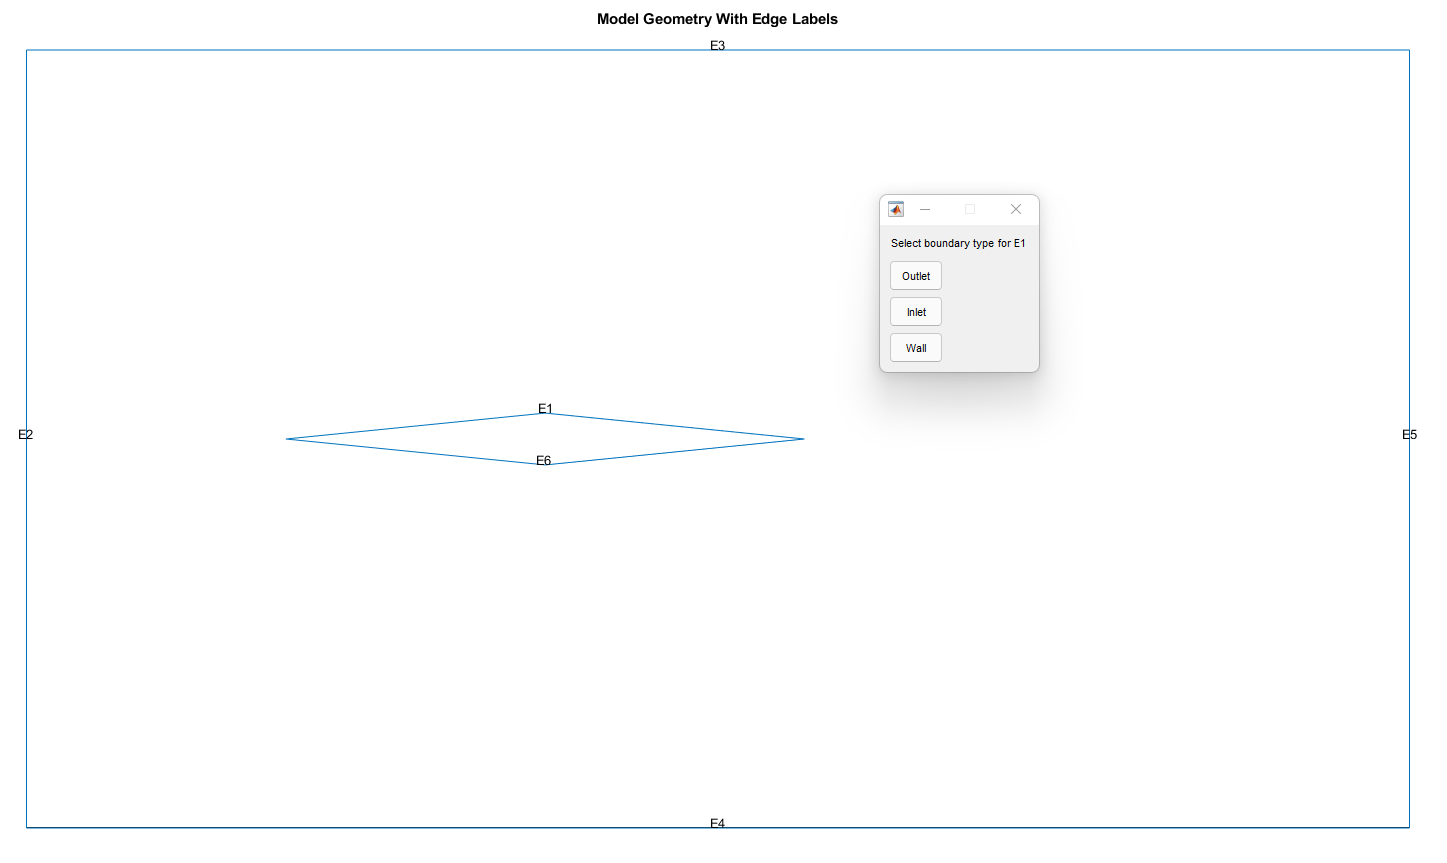 Model Geometry With Edge Labels
E3
Select boundary type for E1
Outlet
Inlet
Wall
E1
E2
E5
E6
E4